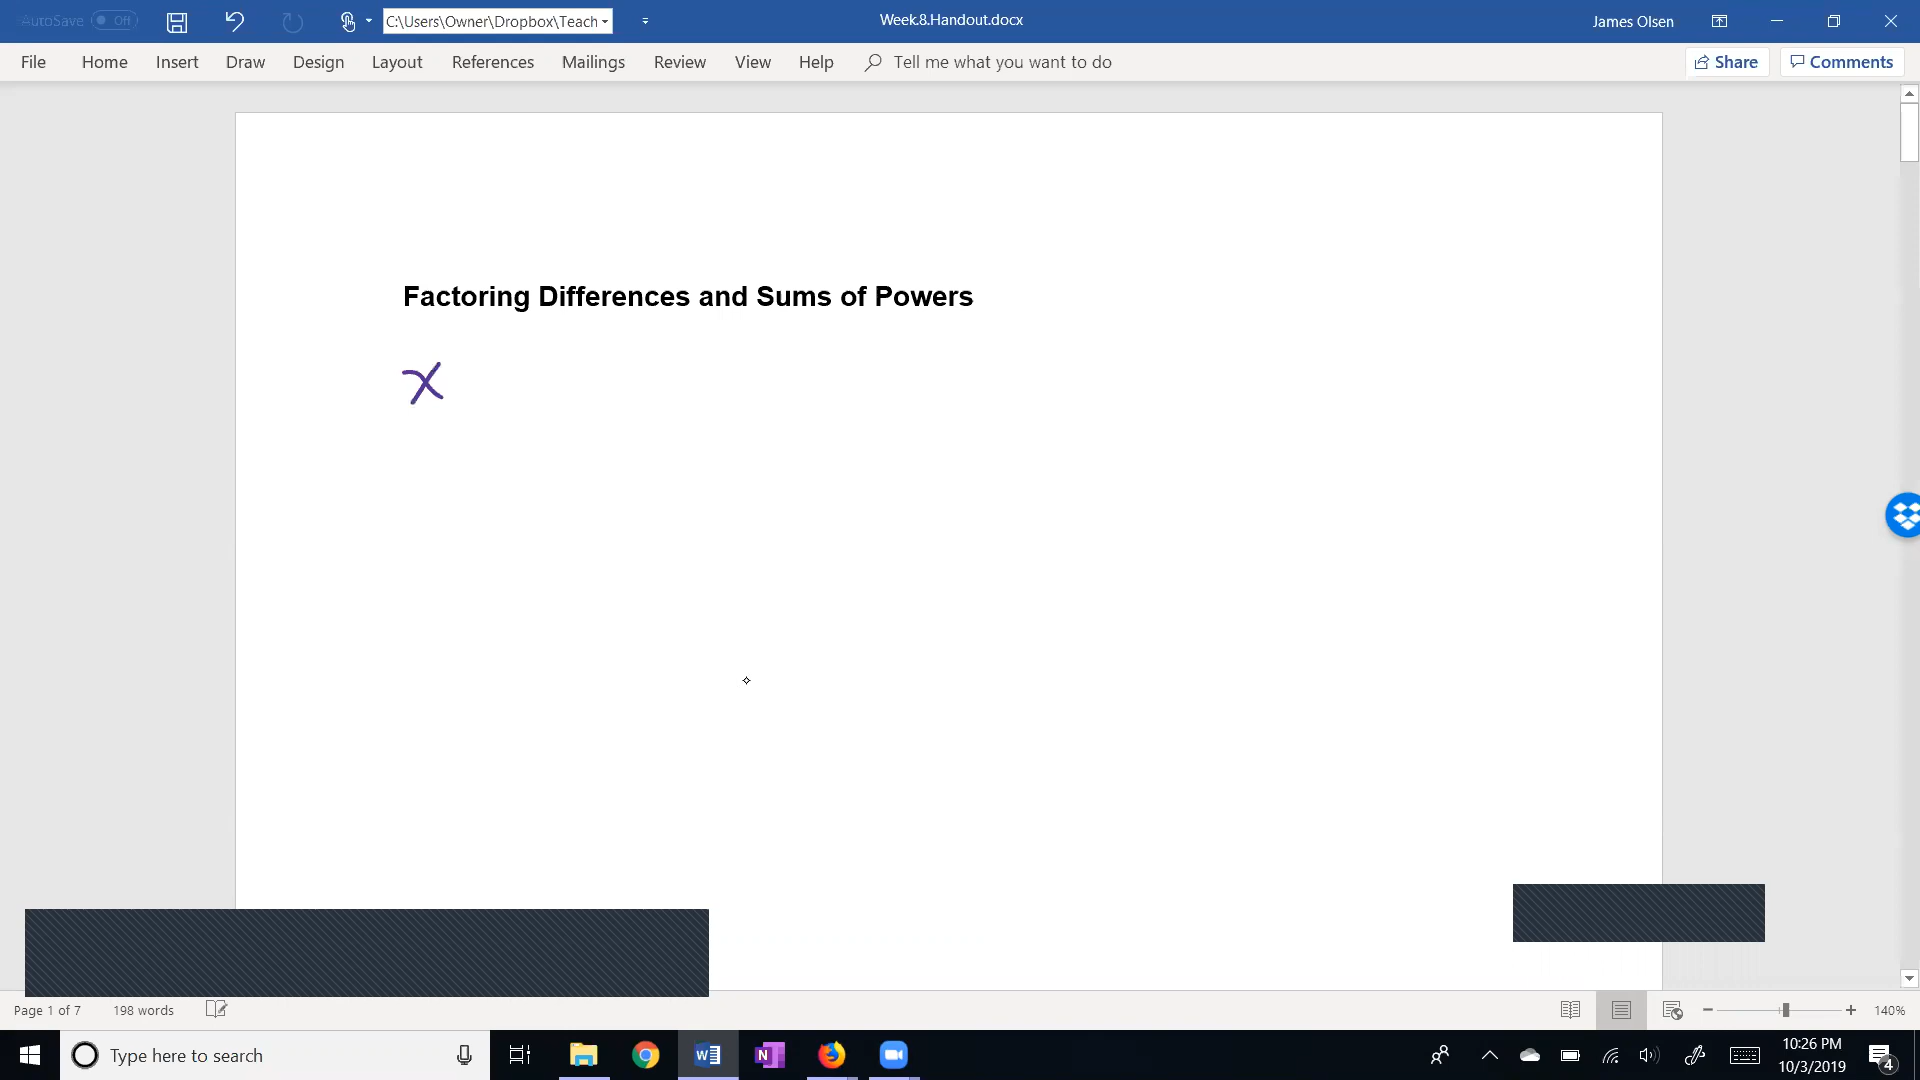 AutoSave Off C:\Users\Owner\Dropbox\Teach Week.8.Handout.docx James Olsen
File Home Insert Draw Design Layout References Mailings Review View Help Tell me what you want to do Share Comments
Factoring Differences and Sums of Powers
x
Page 1 of 7 198 words 140%
Type here to search W N 10:26 PM
10/3/2019 4